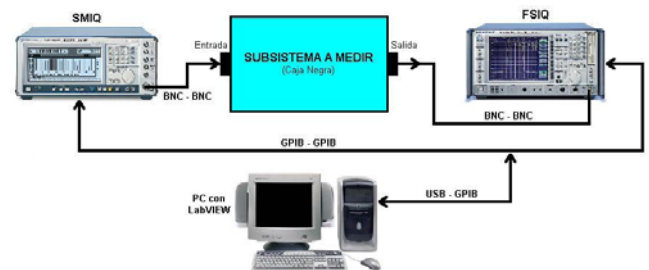 SMIQ
FSIQ
Entrada
SUBSISTEMA A MEDIR
(Caja Negra)
Salida
BNC - BNC
BNC - BNC
GPIB - GPIB
PC con
LabVIEW
USB - GPIB